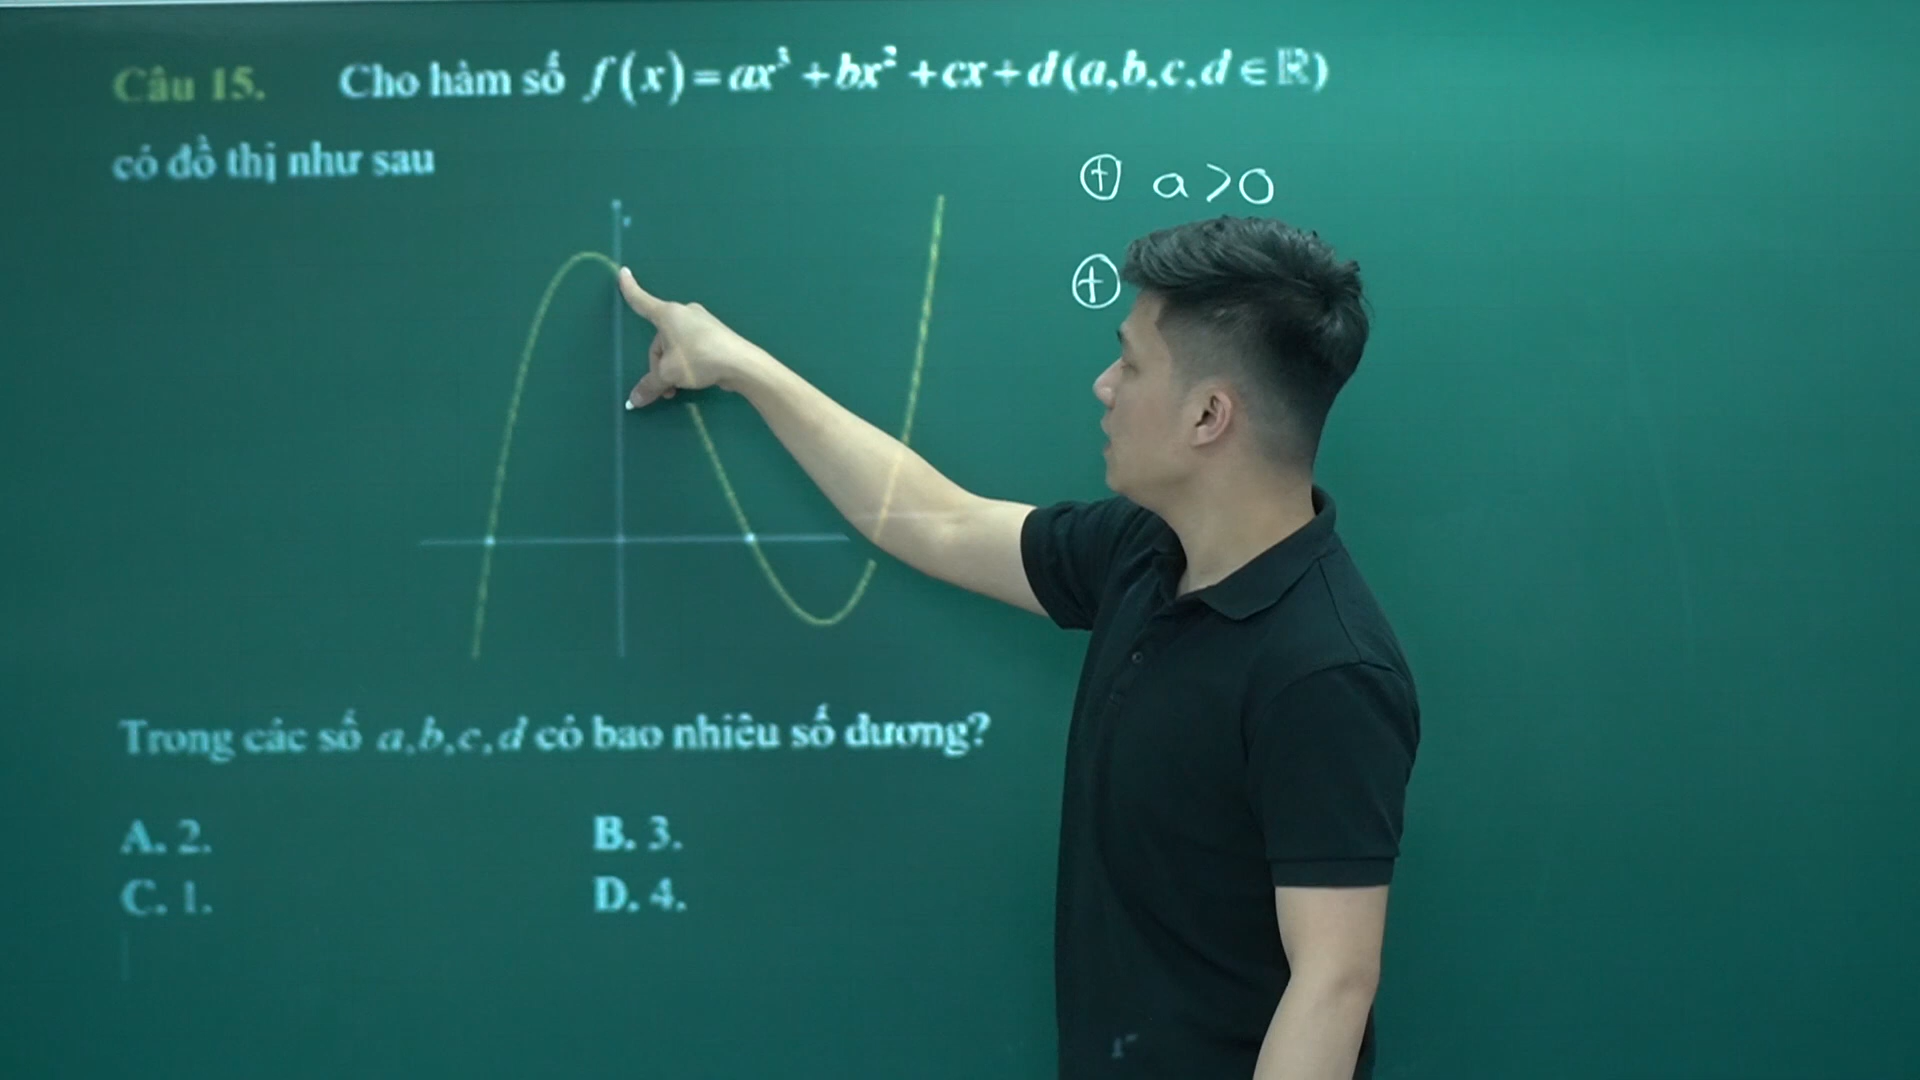 Câu 15. Cho hàm số f(x)=ax³+bx²+cx+d(a,b,c,d∈ℝ)
có đồ thị như sau
⊕ a>0
⊕
Trong các số a,b,c,d có bao nhiêu số dương?
A. 2. B. 3.
C. 1. D. 4.